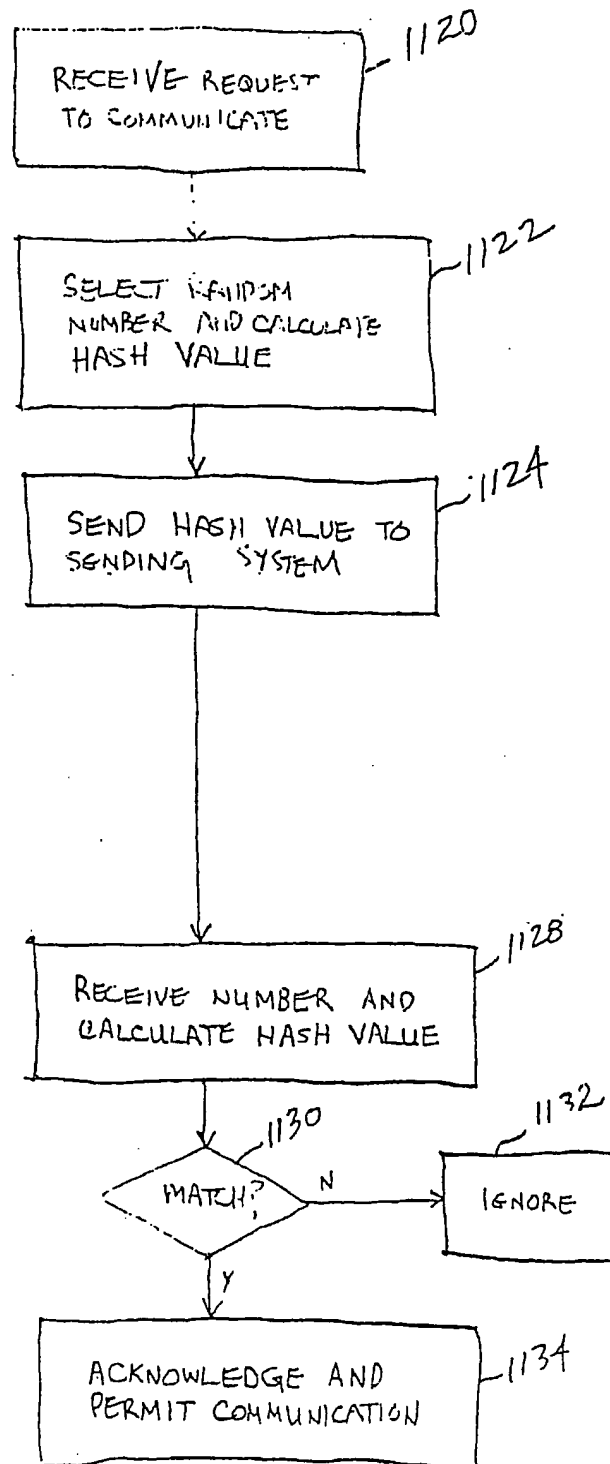 1120
RECEIVE REQUEST
TO COMMUNICATE
1122
SELECT RANDOM
NUMBER AND CALCULATE
HASH VALUE
1124
SEND HASH VALUE TO
SENDING SYSTEM
1128
RECEIVE NUMBER AND
CALCULATE HASH VALUE
1130
1132
MATCH?
N
IGNORE
Y
1134
ACKNOWLEDGE AND
PERMIT COMMUNICATION